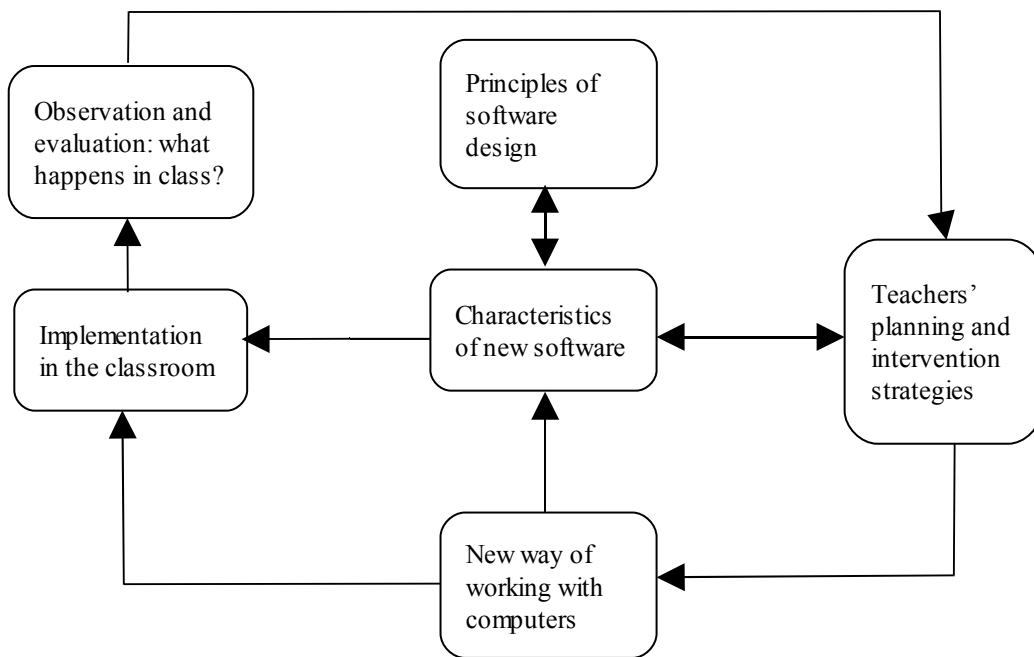 Observation and
evaluation: what
happens in class?
Principles of
software
design
Implementation
in the classroom
Characteristics
of new software
Teachers’
planning and
intervention
strategies
New way of
working with
computers